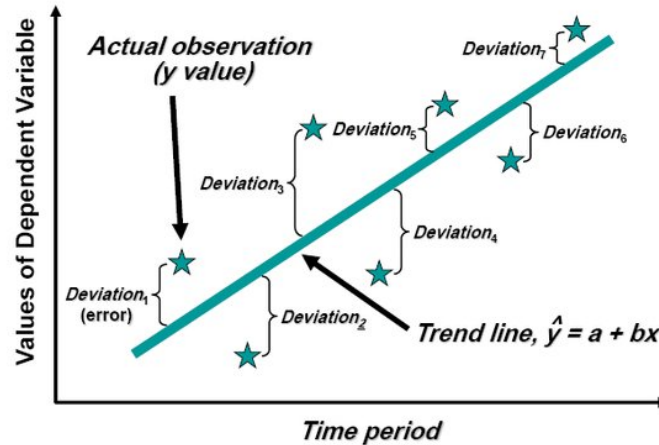 Values of Dependent Variable
Actual observation
(y value)
Deviation₇
Deviation₅
Deviation₆
Deviation₃
Deviation₄
Deviation₁
(error)
Deviation₂
Trend line, ŷ = a + bx
Time period